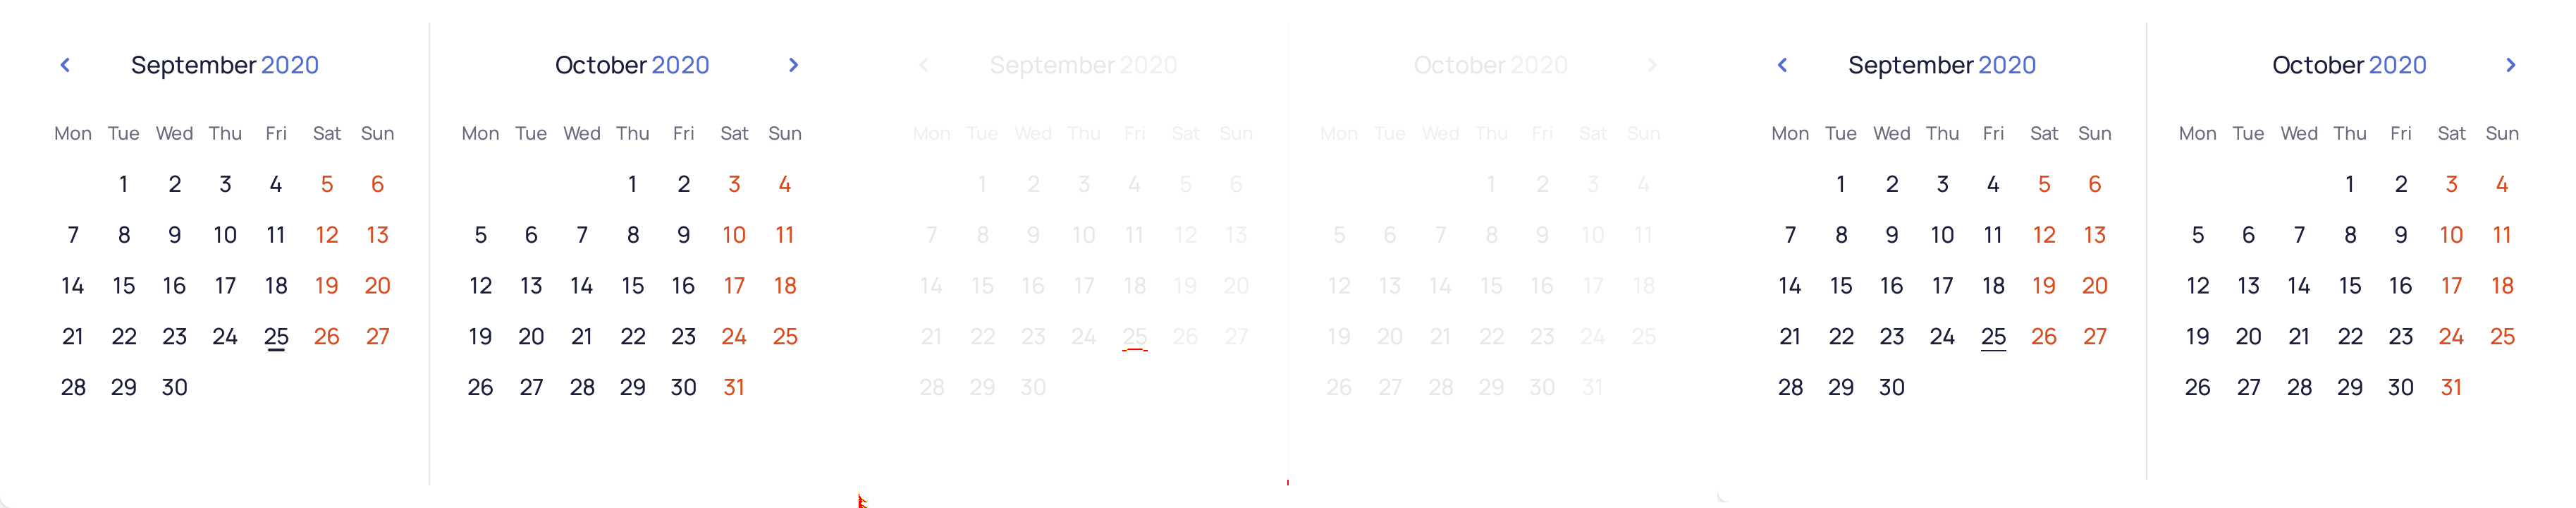 September 2020 October 2020 September 2020 October 2020 September 2020 October 2020
Mon Tue Wed Thu Fri Sat Sun Mon Tue Wed Thu Fri Sat Sun Mon Tue Wed Thu Fri Sat Sun Mon Tue Wed Thu Fri Sat Sun Mon Tue Wed Thu Fri Sat Sun Mon Tue Wed Thu Fri Sat Sun
1 2 3 4 5 6 1 2 3 4 1 2 3 4 5 6 1 2 3 4 1 2 3 4 5 6 1 2 3 4
7 8 9 10 11 12 13 5 6 7 8 9 10 11 7 8 9 10 11 12 13 5 6 7 8 9 10 11 7 8 9 10 11 12 13 5 6 7 8 9 10 11
14 15 16 17 18 19 20 12 13 14 15 16 17 18 14 15 16 17 18 19 20 12 13 14 15 16 17 18 14 15 16 17 18 19 20 12 13 14 15 16 17 18
21 22 23 24 25 26 27 19 20 21 22 23 24 25 21 22 23 24 25 26 27 19 20 21 22 23 24 25 21 22 23 24 25 26 27 19 20 21 22 23 24 25
28 29 30 26 27 28 29 30 31 28 29 30 26 27 28 29 30 31 28 29 30 26 27 28 29 30 31